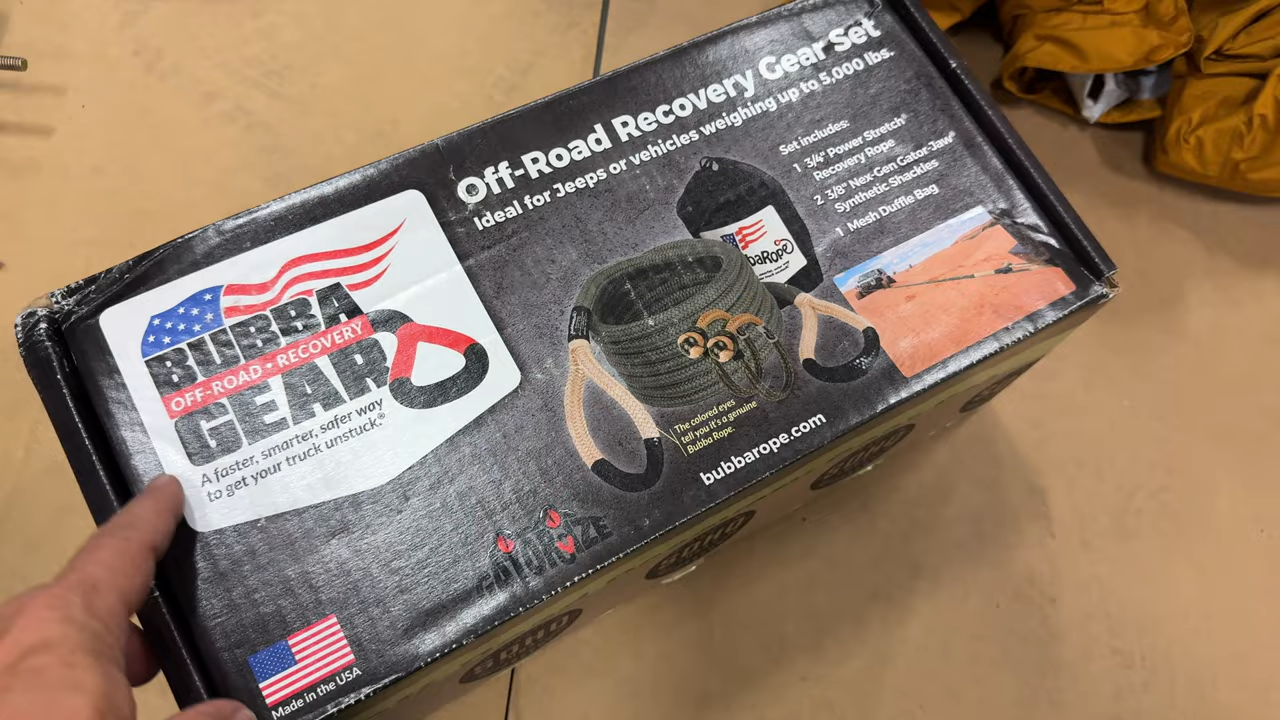 Off-Road Recovery Gear Set
Ideal for Jeeps or vehicles weighing up to 5,000 lbs.
Set includes:
1 3/4" Power Stretch®
Recovery Rope
2 3/8" Nex-Gen Gator-Jaw®
Synthetic Shackles
1 Mesh Duffle Bag
BUBBA
OFF-ROAD • RECOVERY
GEAR
A faster, smarter, safer way
to get your truck unstuck.®
baRope
The colored eyes
tell you it's a genuine
Bubba Rope.
bubbarope.com
GATORIZE
Made in the USA